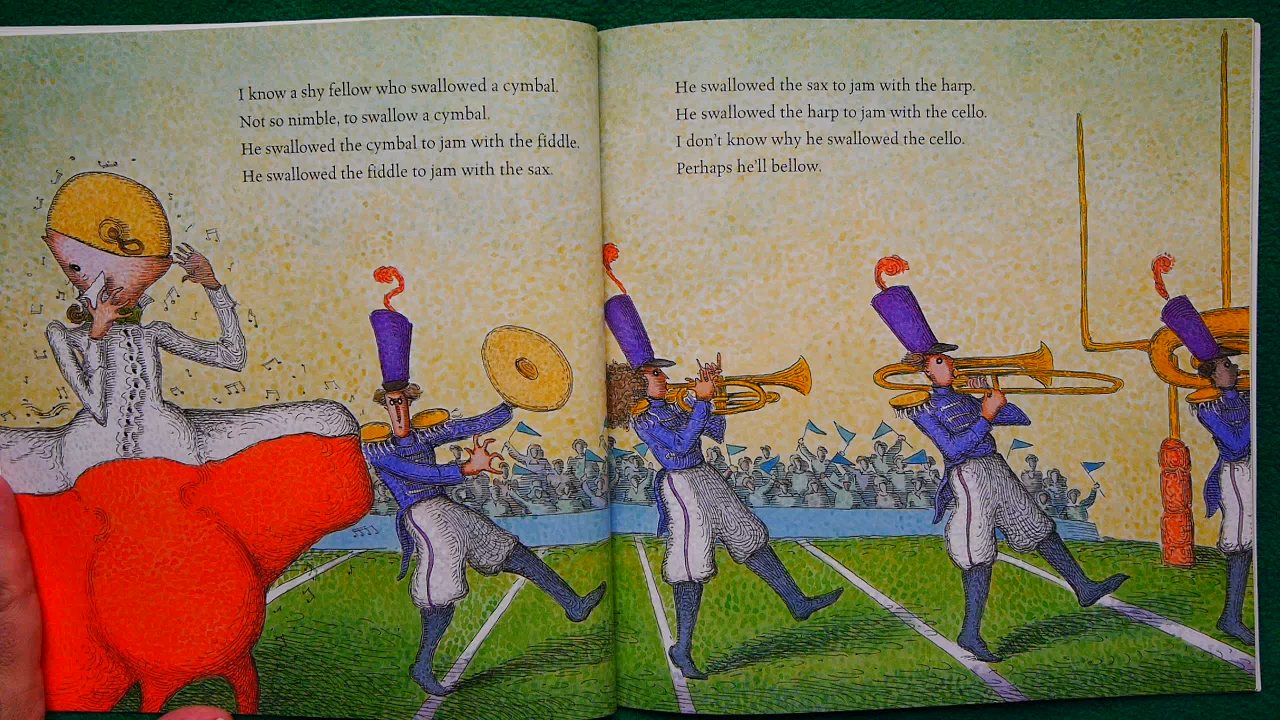 I know a shy fellow who swallowed a cymbal.
Not so nimble, to swallow a cymbal.
He swallowed the cymbal to jam with the fiddle.
He swallowed the fiddle to jam with the sax.
He swallowed the sax to jam with the harp.
He swallowed the harp to jam with the cello.
I don't know why he swallowed the cello.
Perhaps he'll bellow.